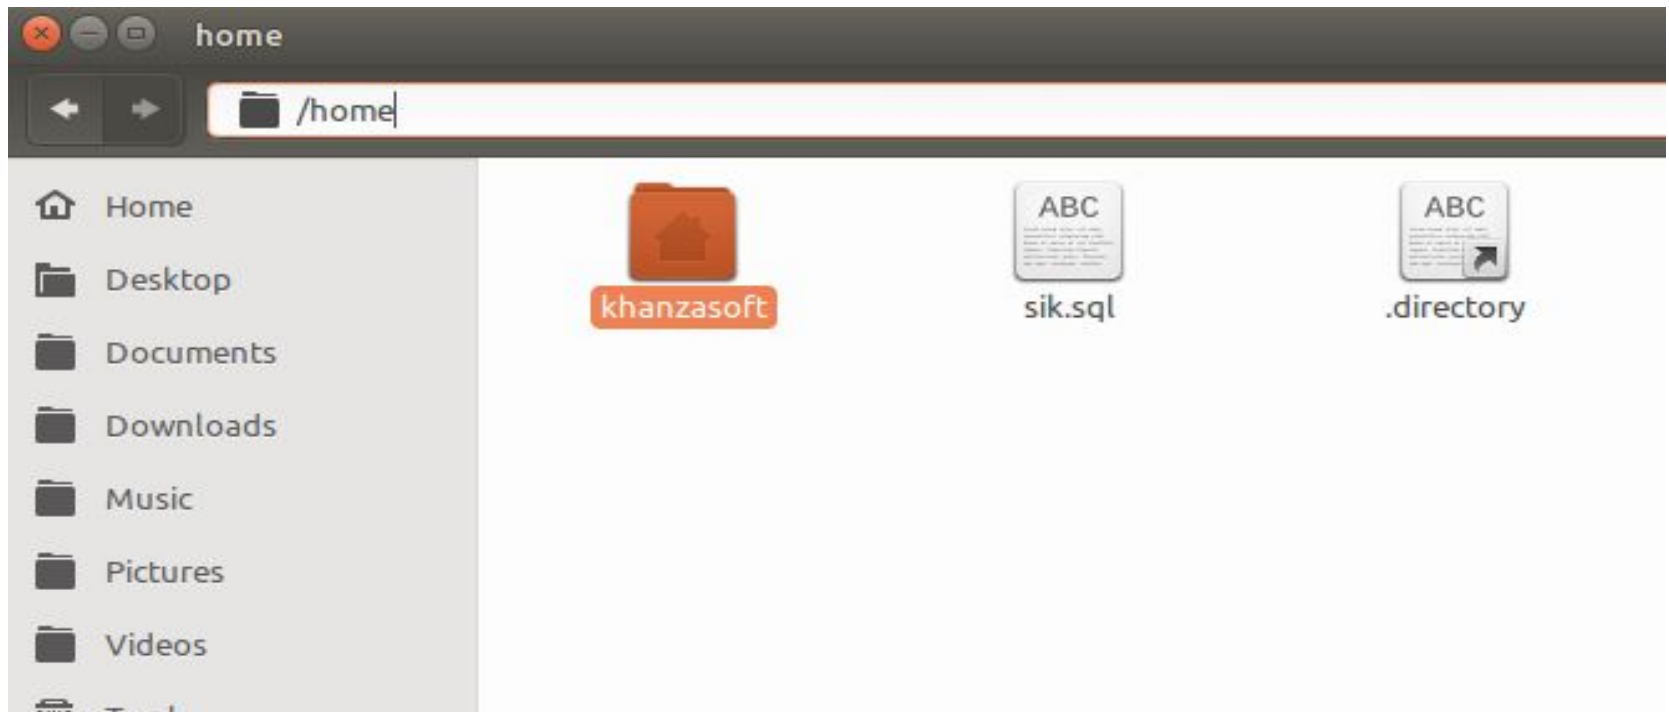 home
/home
Home
Desktop
Documents
Downloads
Music
Pictures
Videos
ABC
ABC
khanzasoft
sik.sql
.directory